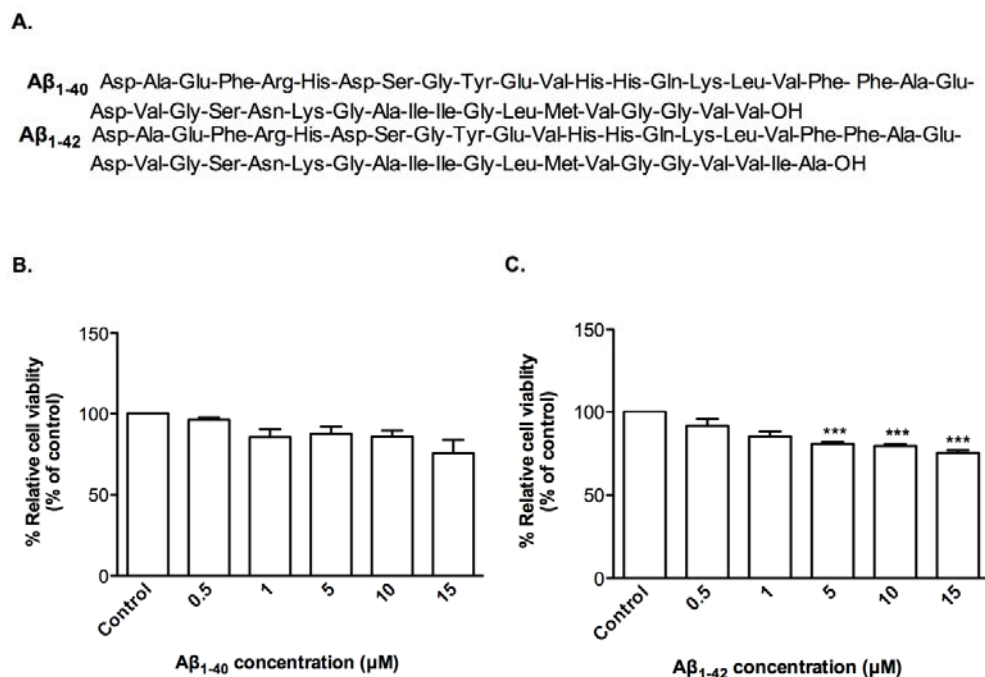 A.
Aβ1-40 Asp-Ala-Glu-Phe-Arg-His-Asp-Ser-Gly-Tyr-Glu-Val-His-His-Gln-Lys-Leu-Val-Phe- Phe-Ala-Glu-
Asp-Val-Gly-Ser-Asn-Lys-Gly-Ala-Ile-Ile-Gly-Leu-Met-Val-Gly-Gly-Val-Val-OH
Aβ1-42 Asp-Ala-Glu-Phe-Arg-His-Asp-Ser-Gly-Tyr-Glu-Val-His-His-Gln-Lys-Leu-Val-Phe-Phe-Ala-Glu-
Asp-Val-Gly-Ser-Asn-Lys-Gly-Ala-Ile-Ile-Gly-Leu-Met-Val-Gly-Gly-Val-Val-Ile-Ala-OH
B.
% Relative cell viablity
(% of control)
150
100
50
0
Control
0.5
1
5
10
15
Aβ1-40 concentration (µM)
C.
% Relative cell viablity
(% of control)
150
100
50
0
***
***
***
Control
0.5
1
5
10
15
Aβ1-42 concentration (µM)